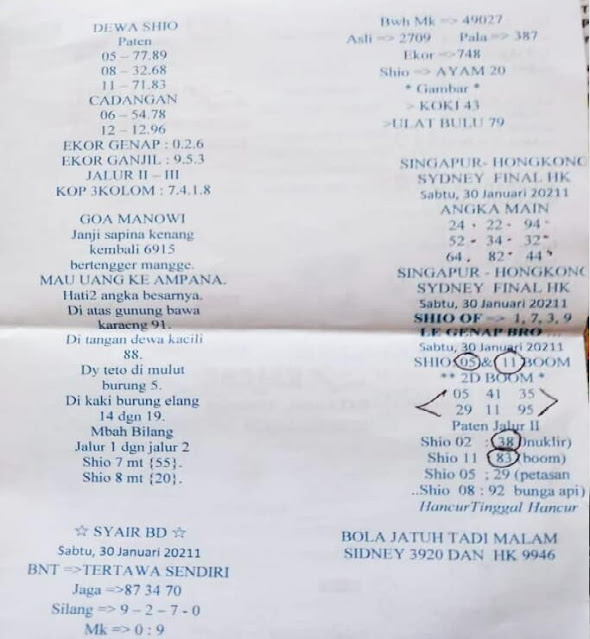 DEWA SHIO
Paten
05 – 77.89
08 – 32.68
11 – 71.83
CADANGAN
06 – 54.78
12 – 12.96
EKOR GENAP : 0.2.6
EKOR GANJIL : 9.5.3
JALUR II – III
KOP 3KOLOM : 7.4.1.8
GOA MANOWI
Janji sapina kenang
kembali 6915
bertengger mangge.
MAU UANG KE AMPANA.
Hati2 angka besarnya.
Di atas gunung bawa
karaeng 91.
Di tangan dewa kacili
88.
Dy teto di mulut
burung 5.
Di kaki burung elang
14 dgn 19.
Mbah Bilang
Jalur 1 dgn jalur 2
Shio 7 mt {55}.
Shio 8 mt {20}.
☆ SYAIR BD ☆
Sabtu, 30 Januari 20211
BNT =>TERTAWA SENDIRI
Jaga =>87 34 70
Silang => 9 – 2 – 7 - 0
Mk => 0 : 9
Bwh Mk => 49027
Asli => 2709 Pala => 387
Ekor =>748
Shio => AYAM 20
* Gambar *
> KOKI 43
>ULAT BULU 79
SINGAPUR- HONGKONG
SYDNEY FINAL HK
Sabtu, 30 Januari 20211
ANGKA MAIN
24 * 22 * 94 *
52 * 34 * 32 *
64 * 82 * 44 *
SINGAPUR - HONGKONG
SYDNEY FINAL HK
Sabtu, 30 Januari 20211
SHIO OF => 1, 7, 3, 9
LE GENAP BRO ...
Sabtu, 30 Januari 20211
SHIO 05 & 11 BOOM
** 2D BOOM *
05 41 35
29 11 95
Paten Jalur II
Shio 02 : 38 (nuklir)
Shio 11 : 83 (boom)
Shio 05 : 29 (petasan
..Shio 08 : 92 bunga api)
HancurTinggal Hancur
BOLA JATUH TADI MALAM
SIDNEY 3920 DAN HK 9946